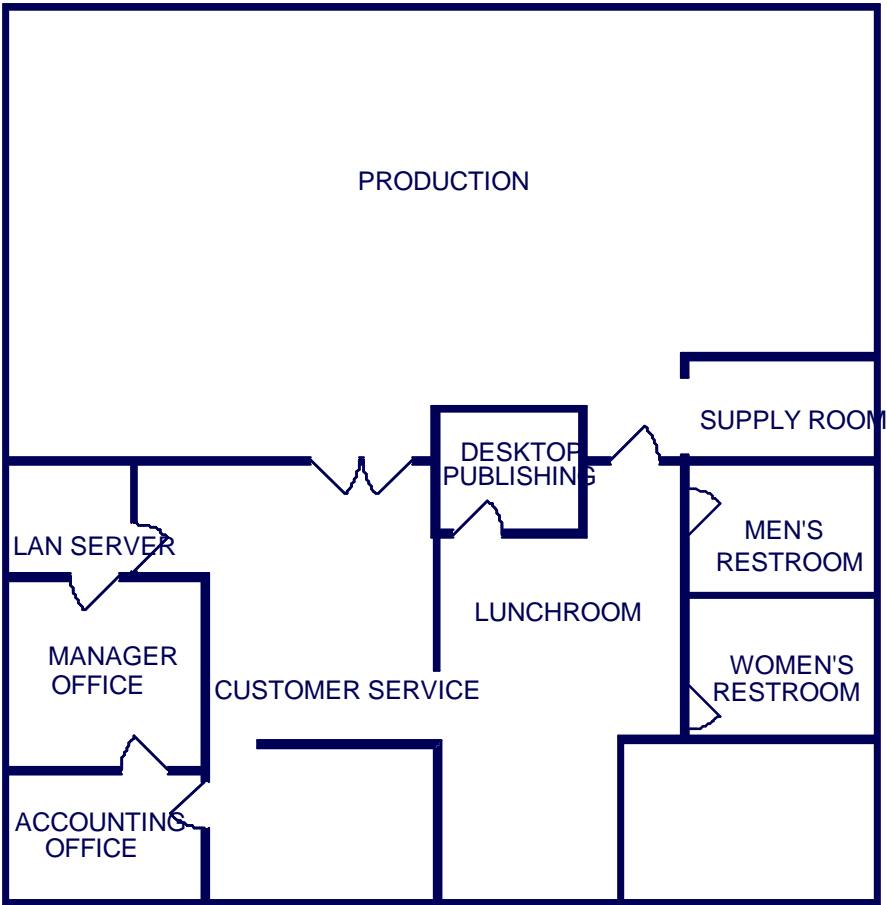 PRODUCTION
SUPPLY ROOM
DESKTOP
PUBLISHING
LAN SERVER
MEN'S
RESTROOM
LUNCHROOM
MANAGER
OFFICE
CUSTOMER SERVICE
WOMEN'S
RESTROOM
ACCOUNTING
OFFICE